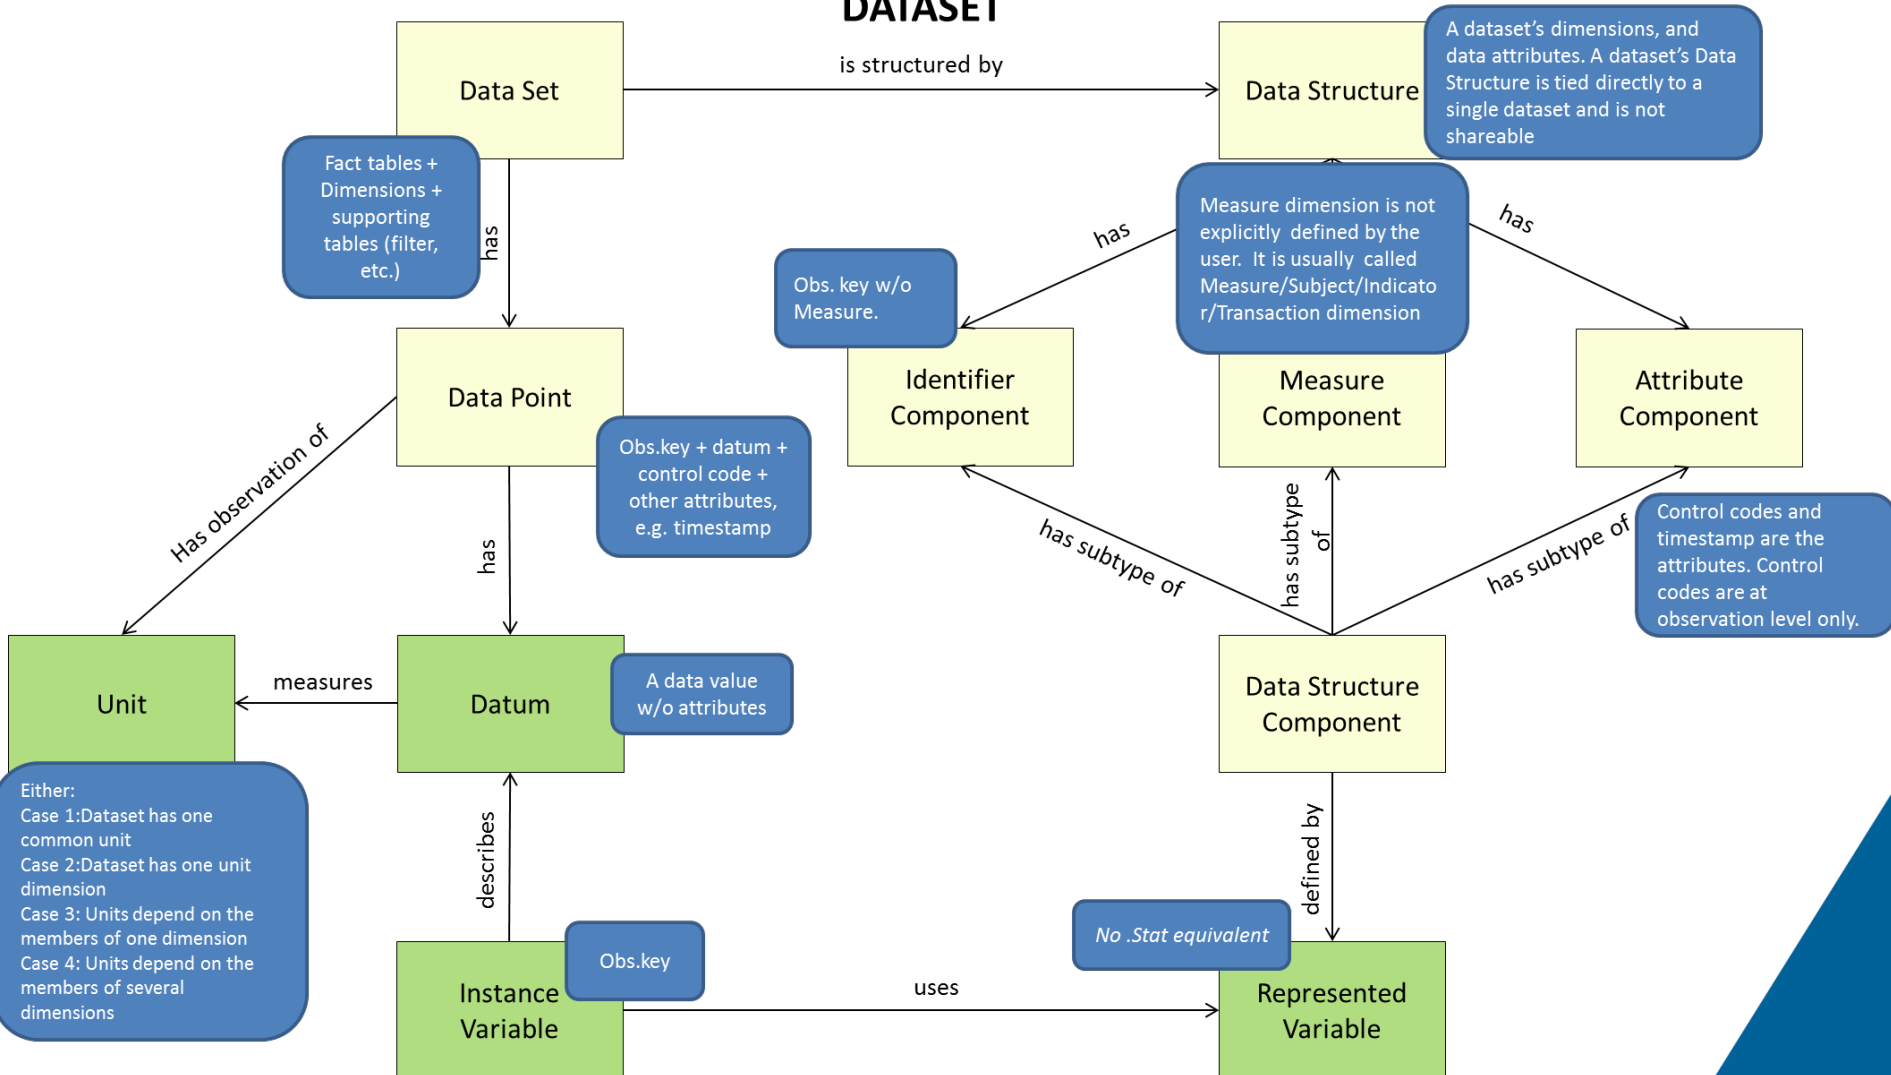 DATASET
Data Set
is structured by
Data Structure
A dataset's dimensions, and
data attributes. A dataset's Data
Structure is tied directly to a
single dataset and is not
shareable
Fact tables +
Dimensions +
supporting
tables (filter,
etc.)
has
has
Measure dimension is not
explicitly defined by the
user. It is usually called
Measure/Subject/Indicato
r/Transaction dimension
has
Obs. key w/o
Measure.
Data Point
Identifier
Component
Measure
Component
Attribute
Component
Obs.key + datum +
control code +
other attributes,
e.g. timestamp
Has observation of
has
has subtype of
has subtype
of
has subtype of
Control codes and
timestamp are the
attributes. Control
codes are at
observation level only.
Unit
measures
Datum
A data value
w/o attributes
Data Structure
Component
Either:
Case 1:Dataset has one
common unit
Case 2:Dataset has one unit
dimension
Case 3: Units depend on the
members of one dimension
Case 4: Units depend on the
members of several
dimensions
describes
defined by
Obs.key
No .Stat equivalent
Instance
Variable
uses
Represented
Variable